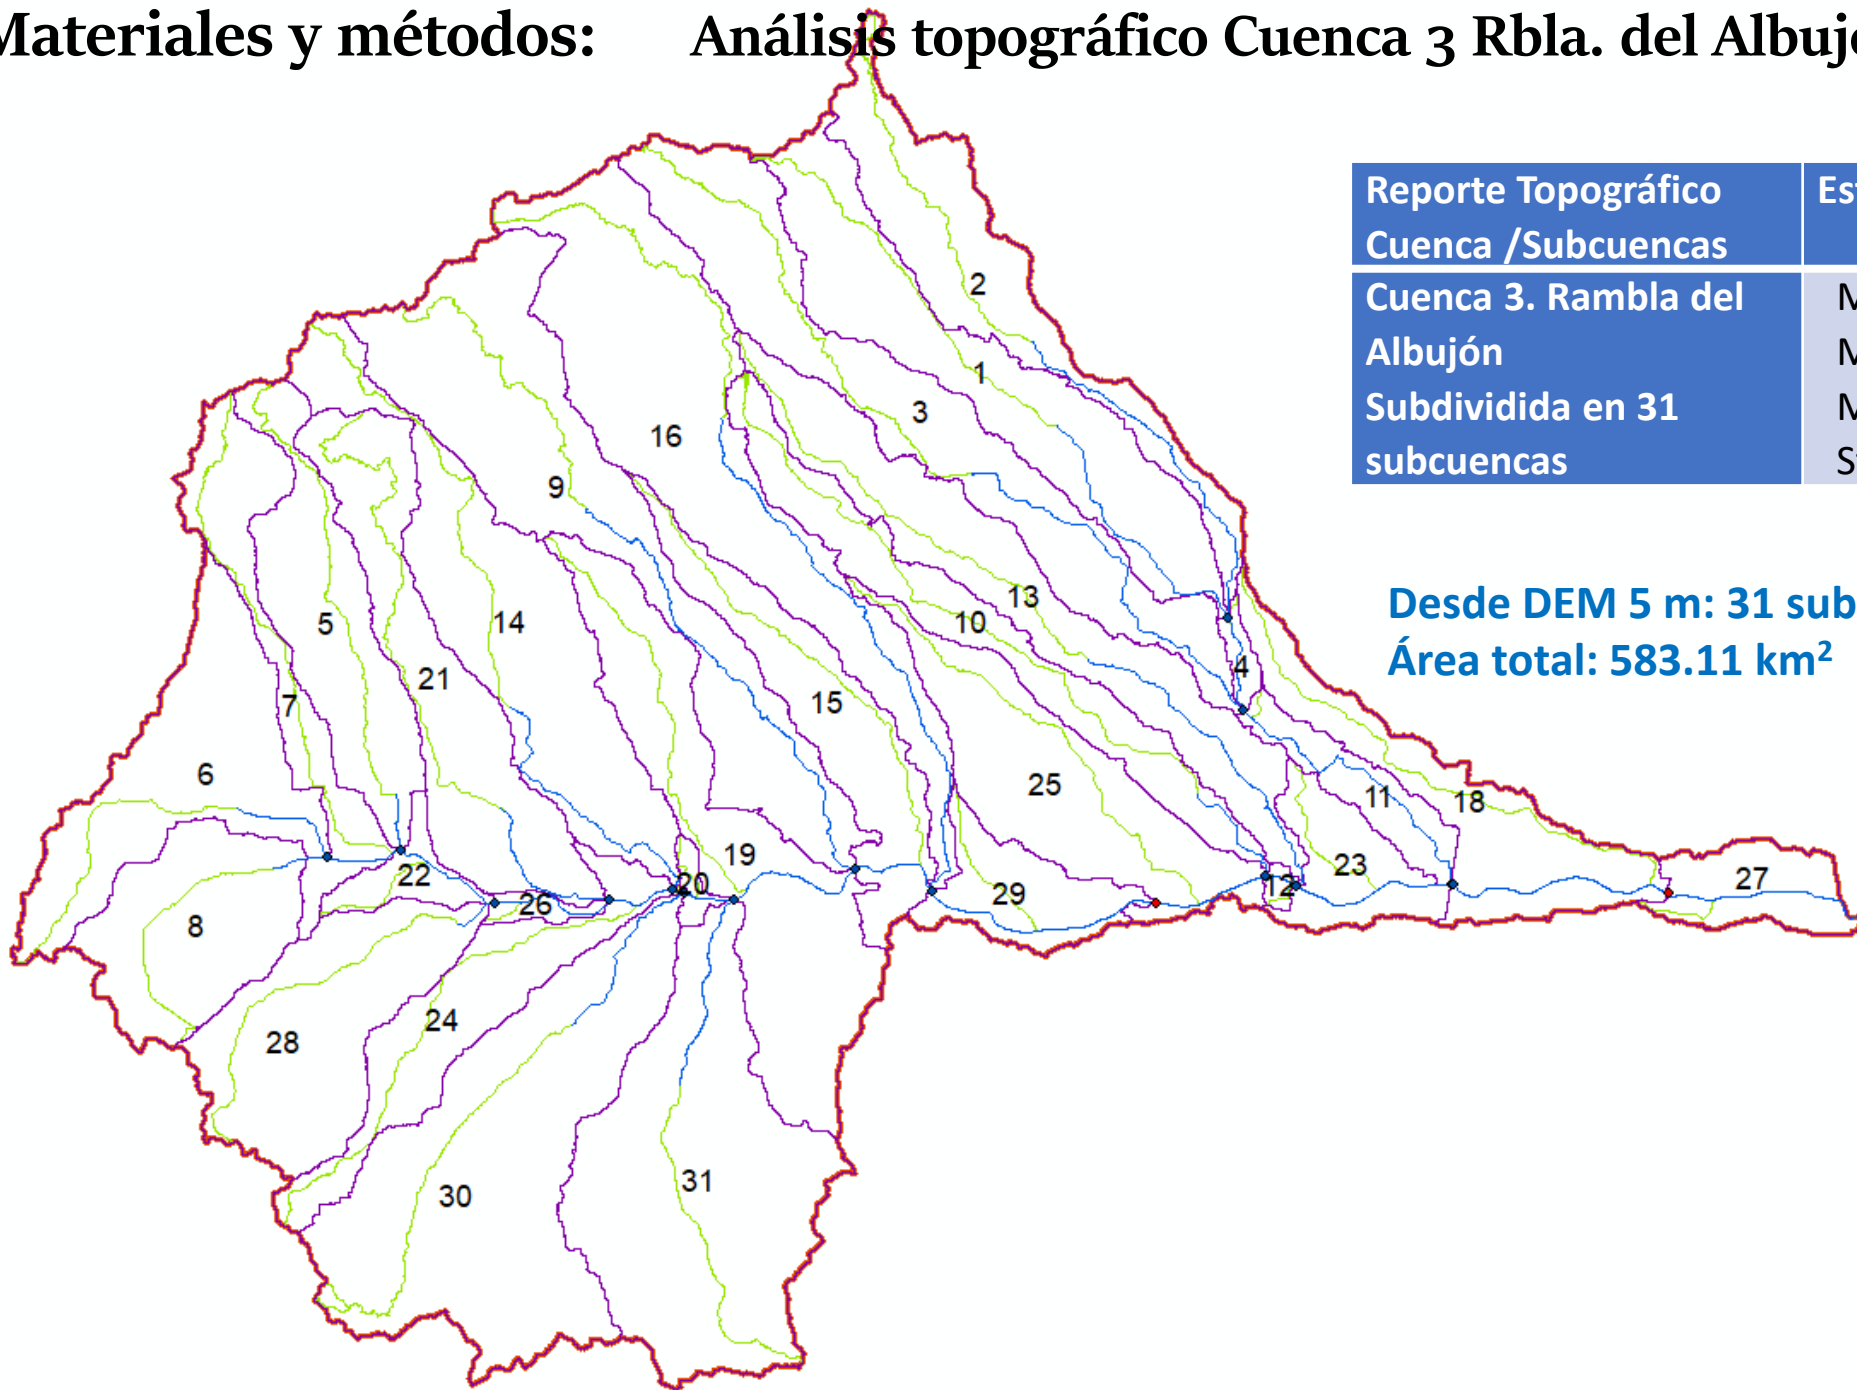 Materiales y métodos: Análisis topográfico Cuenca 3 Rbla. del Albuj
Reporte Topográfico
Cuenca /Subcuencas
Es
Cuenca 3. Rambla del
Albujón
Subdividida en 31
subcuencas
M
M
M
S
Desde DEM 5 m: 31 sub
Área total: 583.11 km²
2
1
3
16
9
13
10
5
14
4
21
7
15
6
25
11
18
19
23
22
20
12
27
26
29
8
24
28
31
30